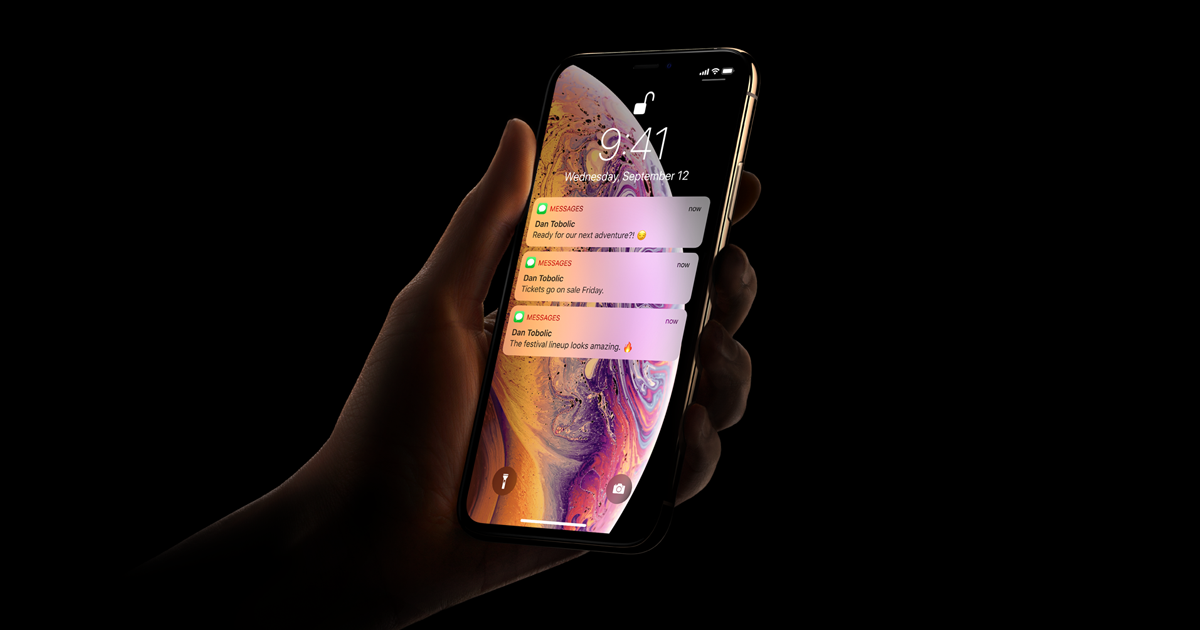 9:41
Wednesday, September 12
MESSAGES now
Dan Tobolic
Ready for our next adventure?! 😏
MESSAGES now
Dan Tobolic
Tickets go on sale Friday.
MESSAGES now
Dan Tobolic
The festival lineup looks amazing. 🔥